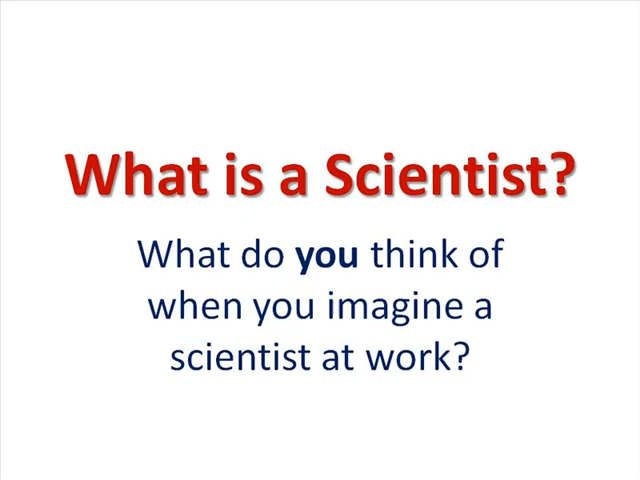 What is a Scientist?
What do you think of
when you imagine a
scientist at work?